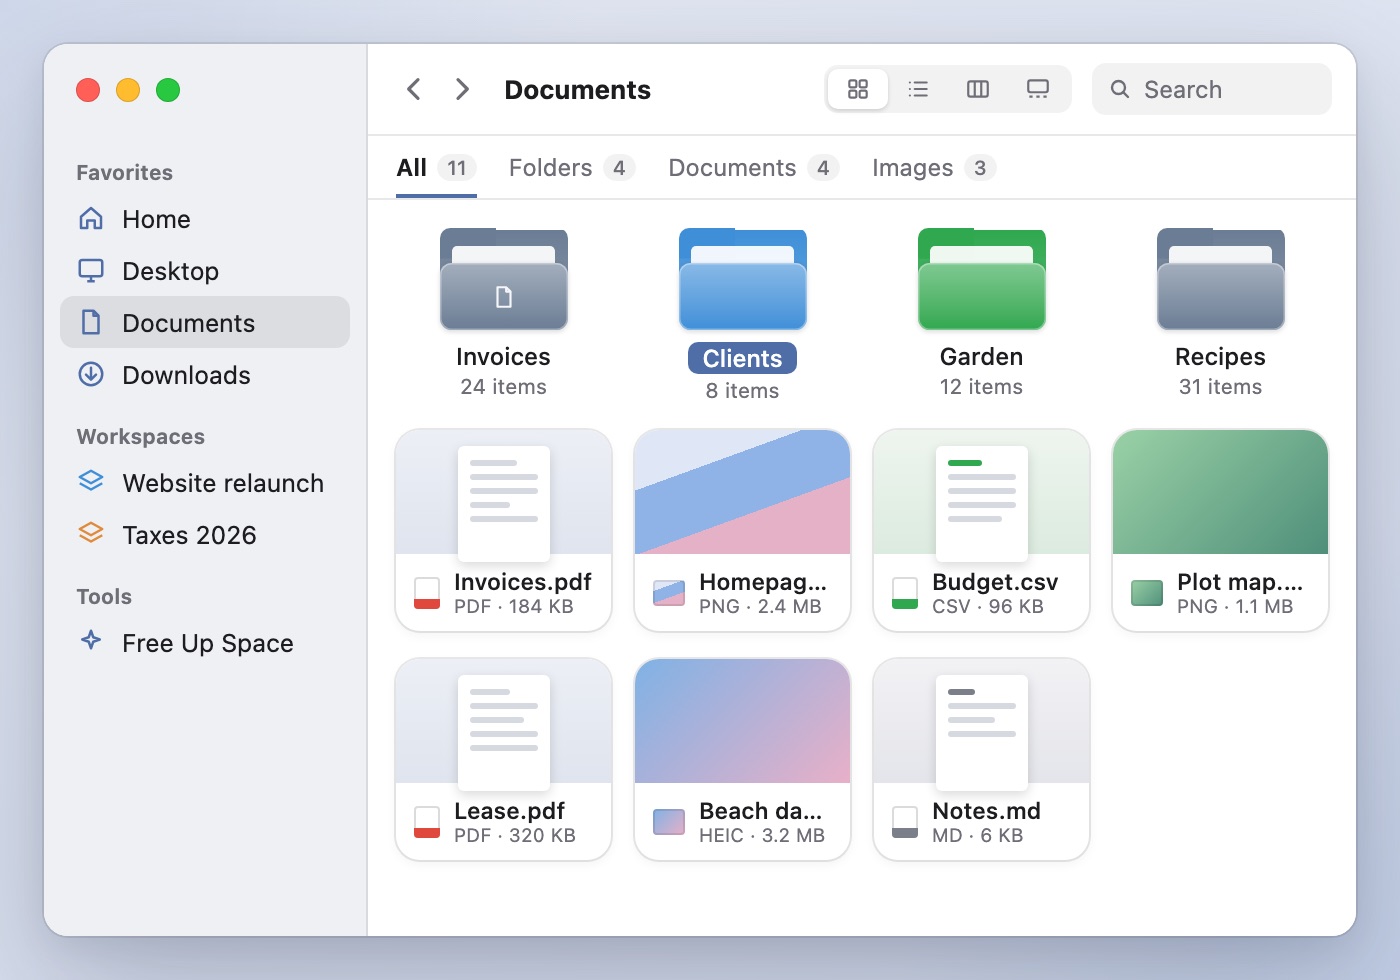 Documents
Search
Favorites
Home
Desktop
Documents
Downloads
Workspaces
Website relaunch
Taxes 2026
Tools
Free Up Space
All 11 Folders 4 Documents 4 Images 3
Invoices
24 items
Clients
8 items
Garden
12 items
Recipes
31 items
Invoices.pdf
PDF · 184 KB
Homepag...
PNG · 2.4 MB
Budget.csv
CSV · 96 KB
Plot map....
PNG · 1.1 MB
Lease.pdf
PDF · 320 KB
Beach da...
HEIC · 3.2 MB
Notes.md
MD · 6 KB